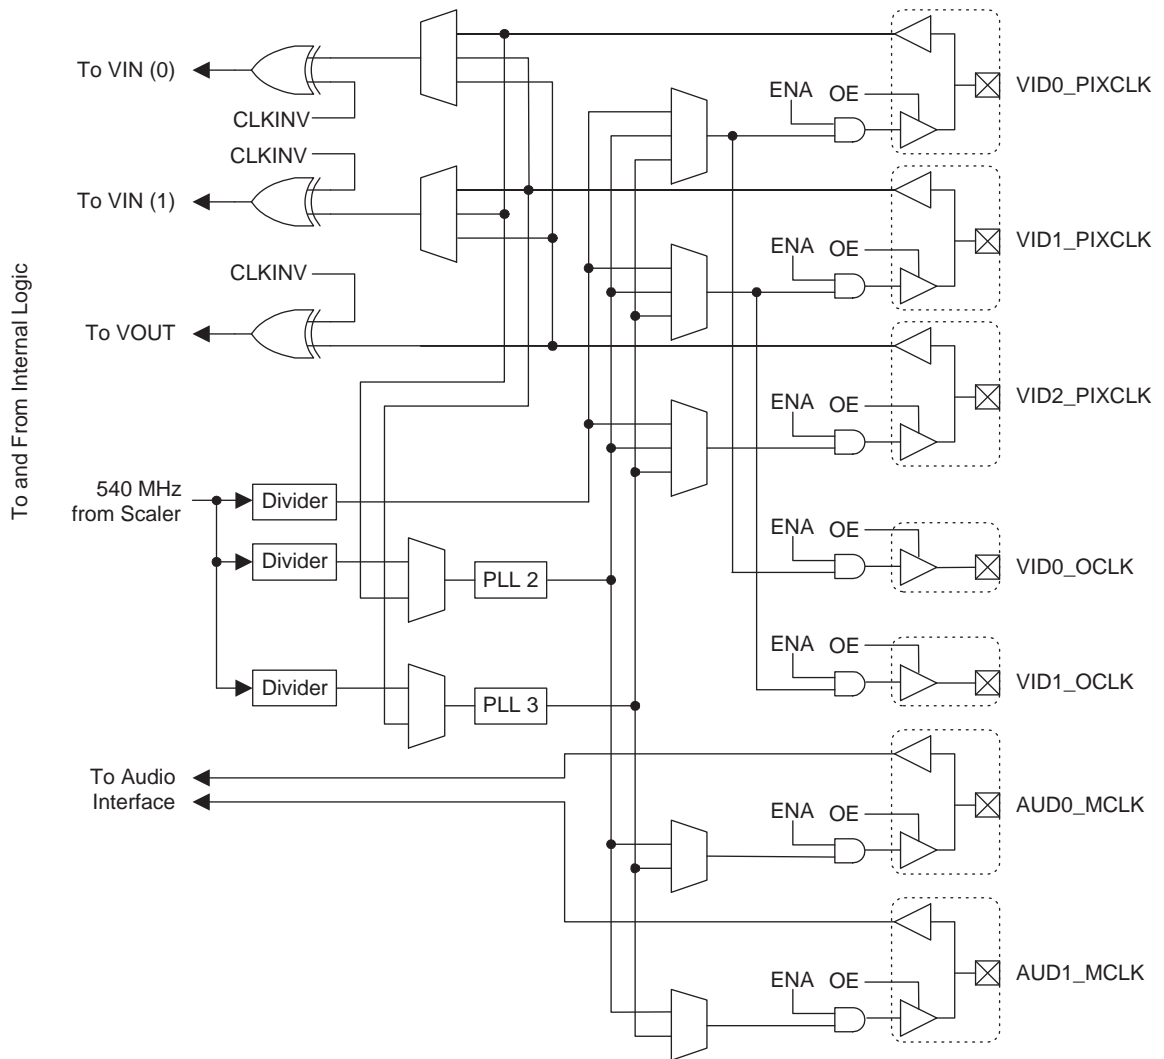 To and From Internal Logic
To VIN (0)
CLKINV
CLKINV
To VIN (1)
CLKINV
To VOUT
540 MHz
from Scaler
Divider
Divider
PLL 2
Divider
PLL 3
To Audio
Interface
ENA OE
VID0_PIXCLK
ENA OE
VID1_PIXCLK
ENA OE
VID2_PIXCLK
ENA OE
VID0_OCLK
ENA OE
VID1_OCLK
ENA OE
AUD0_MCLK
ENA OE
AUD1_MCLK